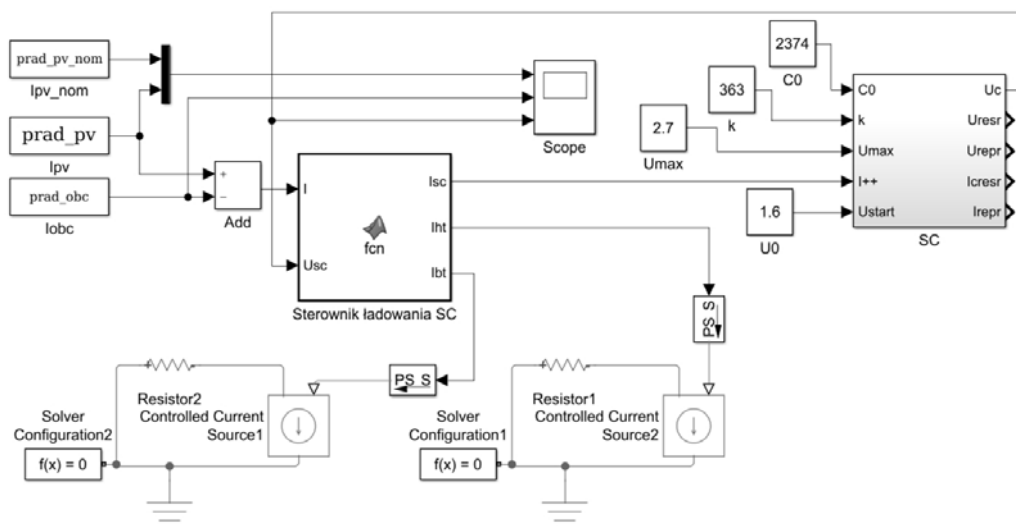 prad_pv_nom
Ipv_nom
prad_pv
Ipv
prad_obc
Iobc
+
−
Add
Scope
I
Usc
fcn
Isc
Iht
Ibt
Sterownik ładowania SC
2374
C0
363
k
2.7
Umax
1.6
U0
C0
k
Umax
I++
Ustart
Uc
Uresr
Urepr
Icresr
Irepr
SC
PS S
PS S
Resistor2
Controlled Current
Source1
Solver
Configuration2
f(x) = 0
Resistor1
Controlled Current
Source2
Solver
Configuration1
f(x) = 0